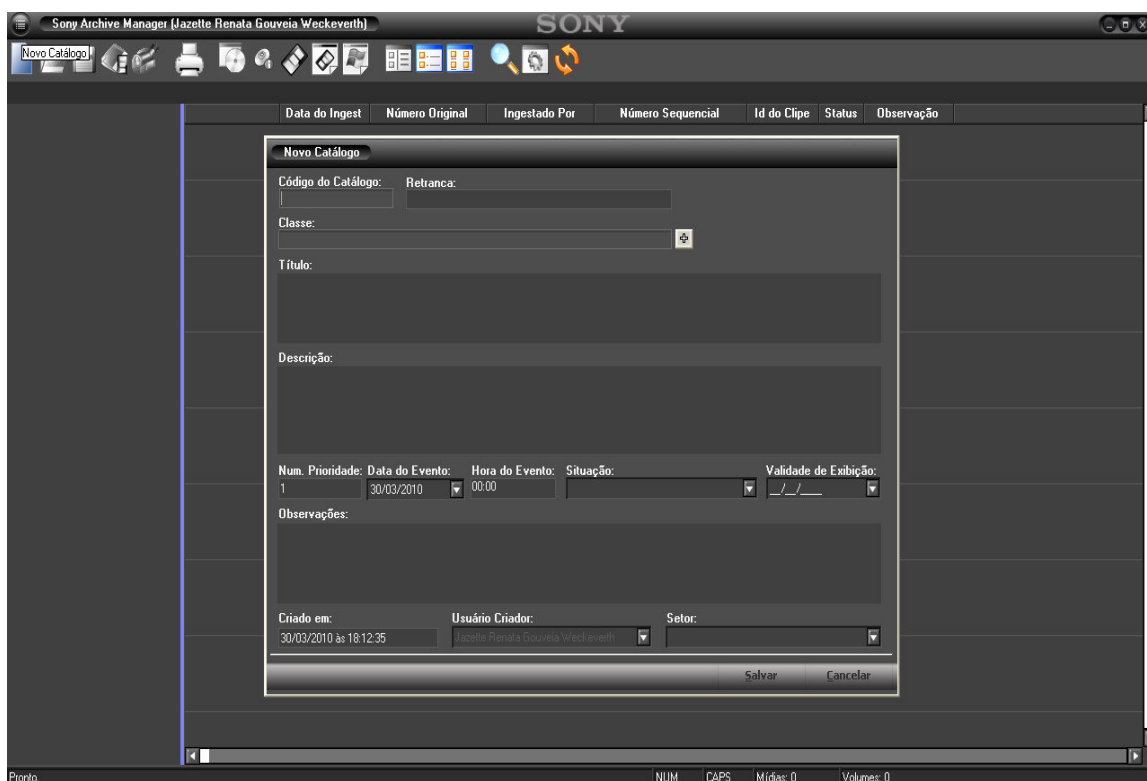 Sony Archive Manager (Jazette Renata Gouveia Weckeverth)
SONY
Novo Catálogo
Data do Ingest Número Original Ingestado Por Número Sequencial Id do Clipe Status Observação
Novo Catálogo
Código do Catálogo: Retranca:
Classe:
Título:
Descrição:
Num. Prioridade: Data do Evento: Hora do Evento: Situação: Validade de Exibição:
1 30/03/2010 00:00 __/__/____
Observações:
Criado em: Usuário Criador: Setor:
30/03/2010 às 18:12:35 Jazette Renata Gouveia Weckeverth
Salvar Cancelar
Pronto. NUM CAPS Mídias: 0 Volumes: 0